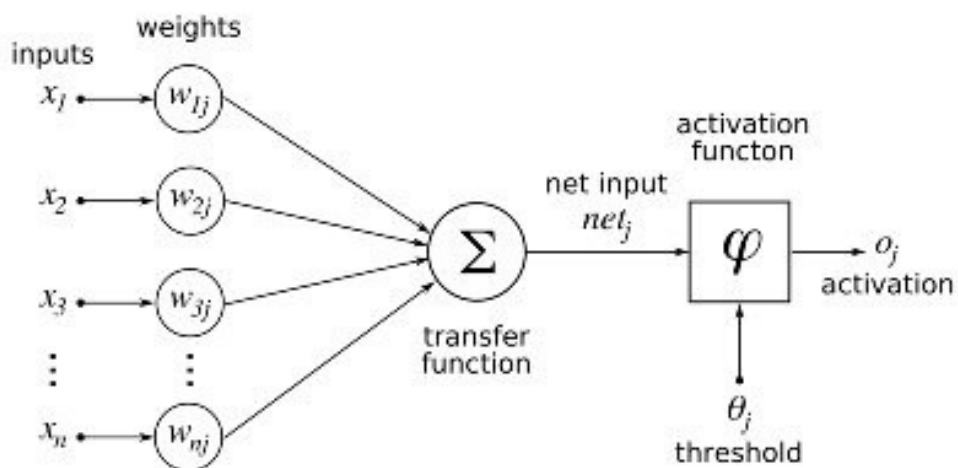 weights
inputs
x1
w1j
x2
w2j
x3
w3j
⋮
⋮
xn
wnj
Σ
transfer
function
net input
netj
activation
functon
φ
oj
activation
θj
threshold